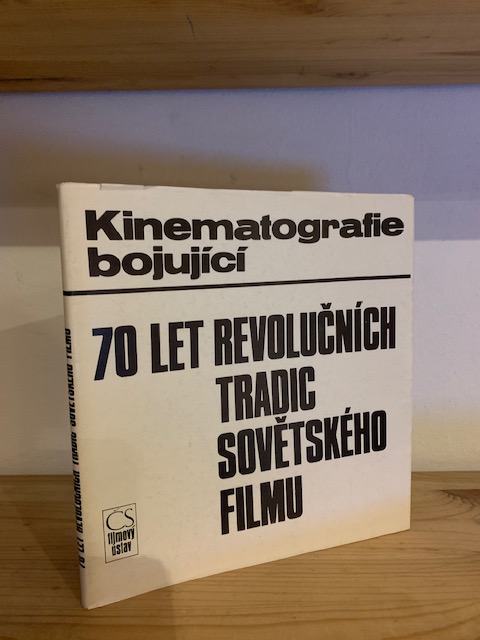 Kinematografie
bojující
70 LET REVOLUČNÍCH
TRADIC
SOVĚTSKÉHO
FILMU
ČS
filmový
ústav
70 LET REVOLUČNÍCH TRADIC SOVĚTSKÉHO FILMU